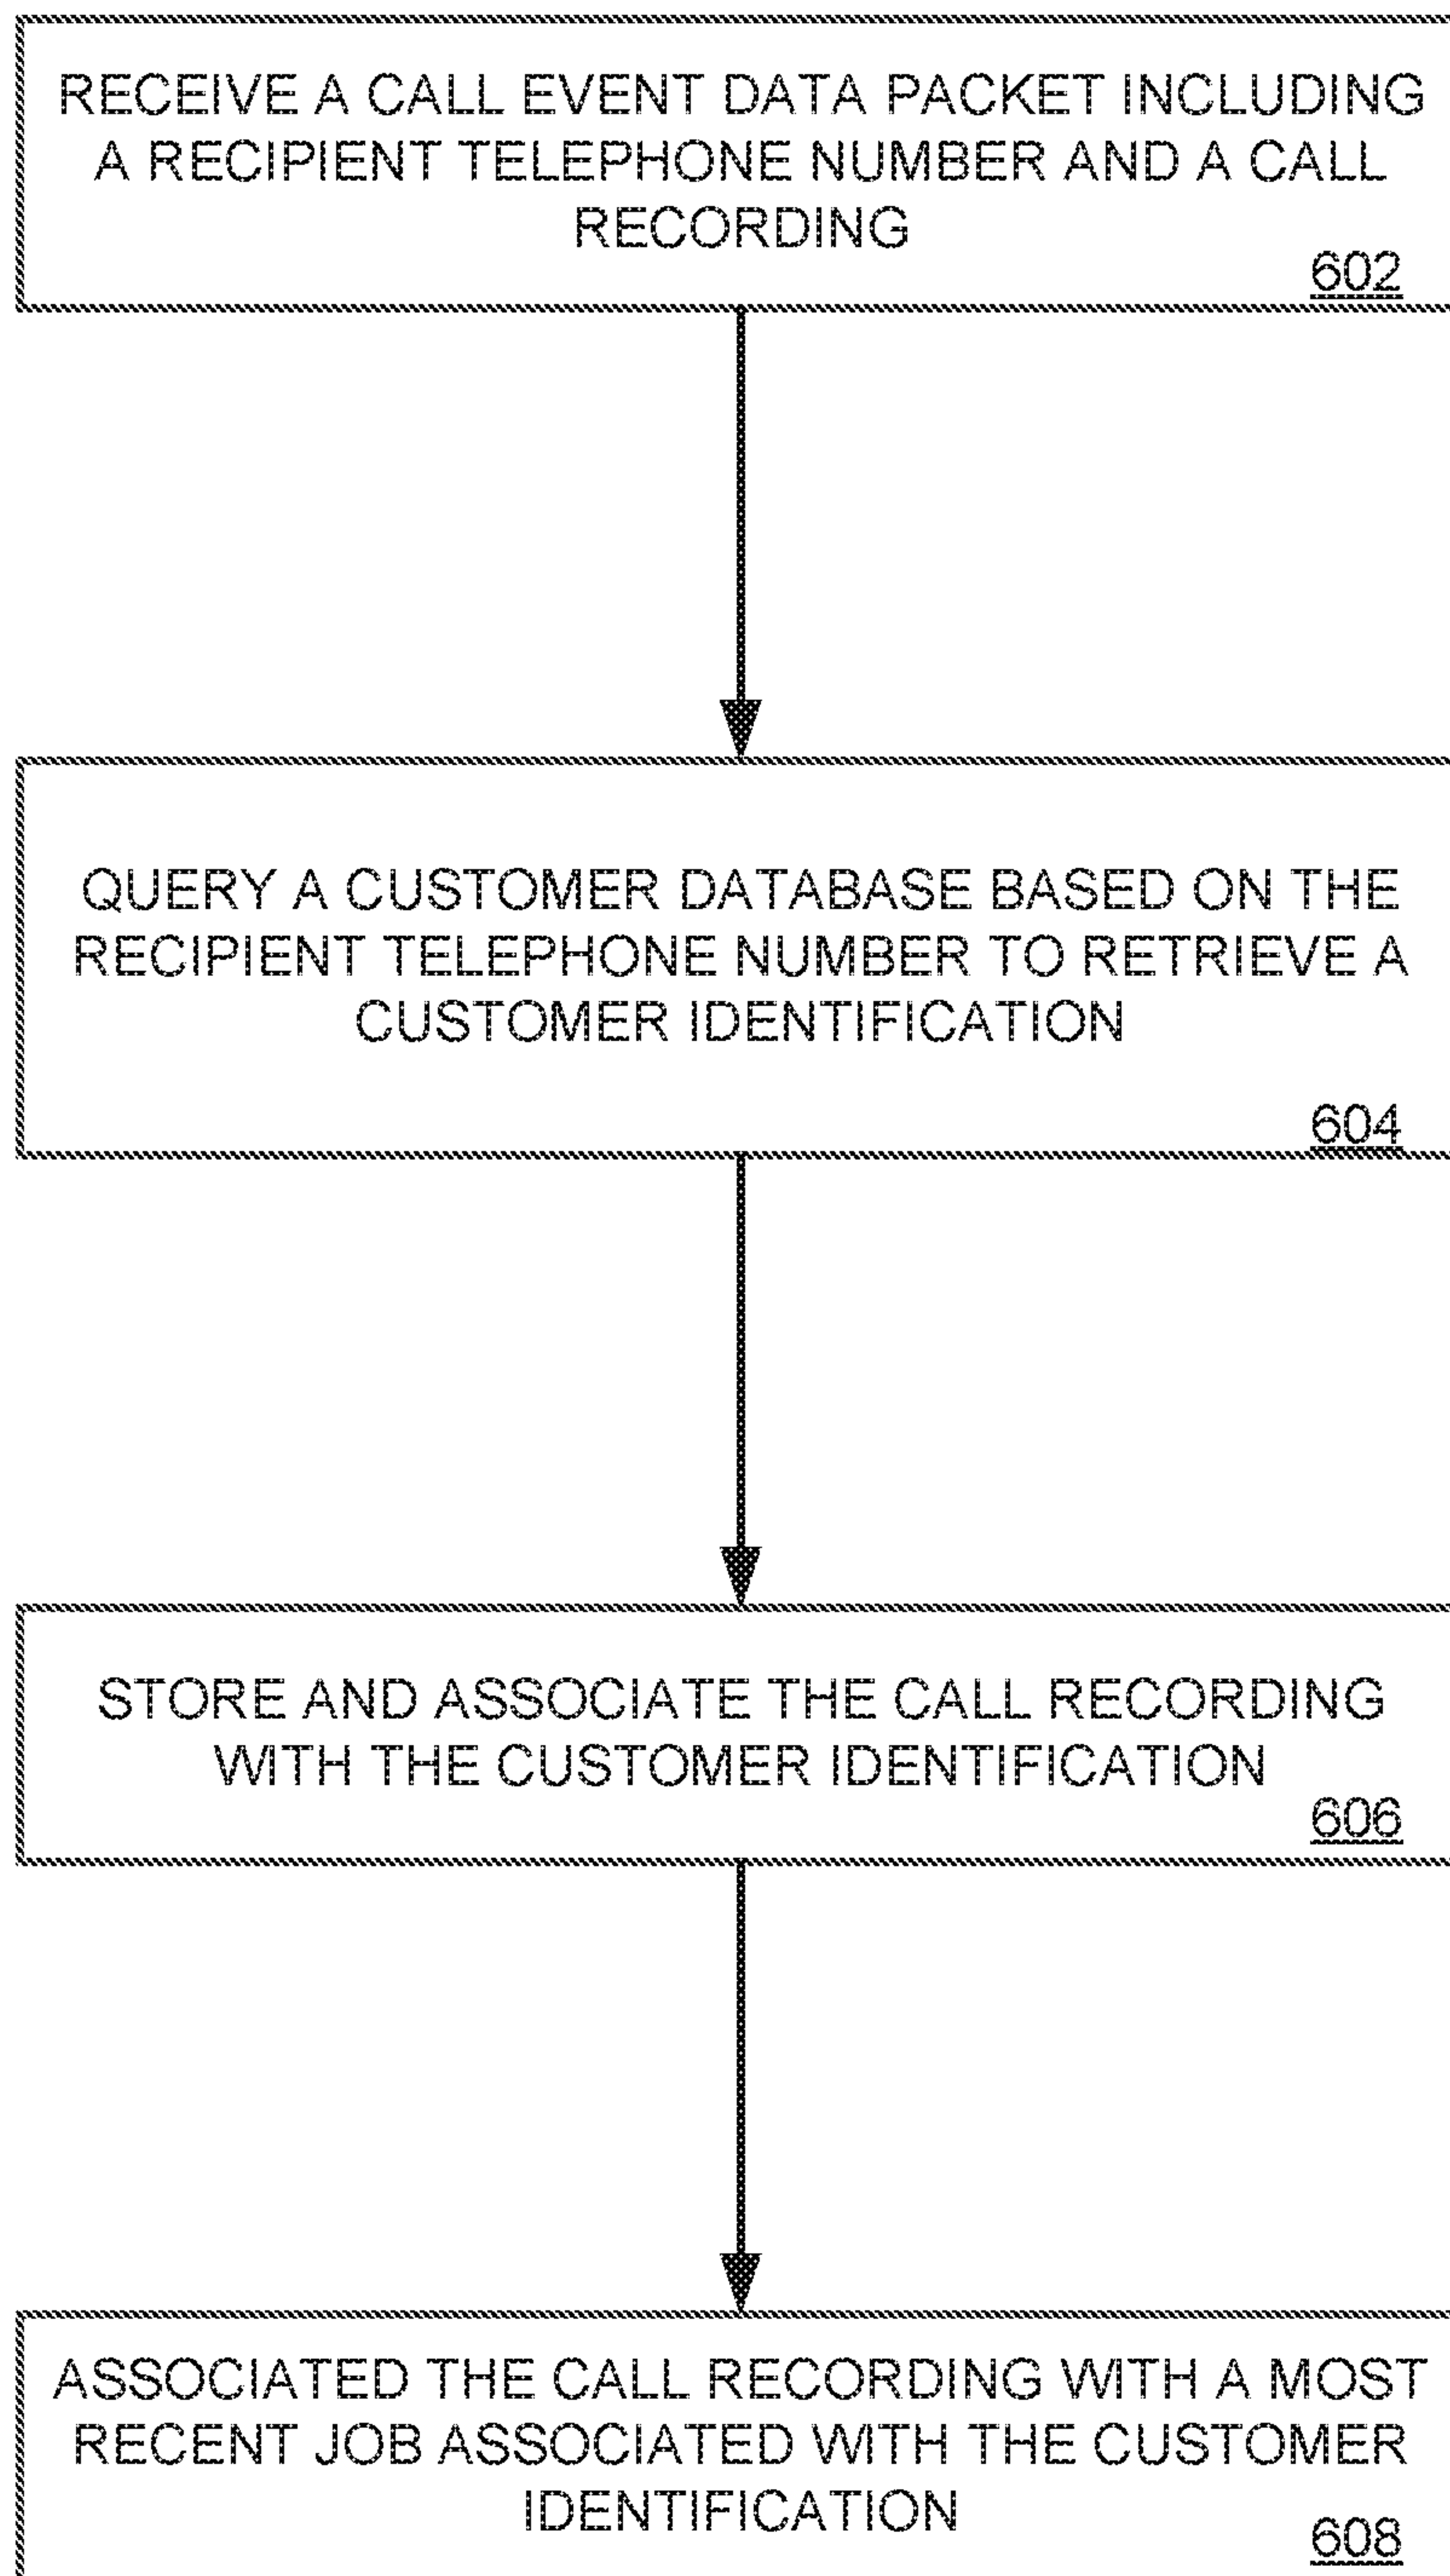 RECEIVE A CALL EVENT DATA PACKET INCLUDING
A RECIPIENT TELEPHONE NUMBER AND A CALL
RECORDING
602
QUERY A CUSTOMER DATABASE BASED ON THE
RECIPIENT TELEPHONE NUMBER TO RETRIEVE A
CUSTOMER IDENTIFICATION
604
STORE AND ASSOCIATE THE CALL RECORDING
WITH THE CUSTOMER IDENTIFICATION
606
ASSOCIATED THE CALL RECORDING WITH A MOST
RECENT JOB ASSOCIATED WITH THE CUSTOMER
IDENTIFICATION
608